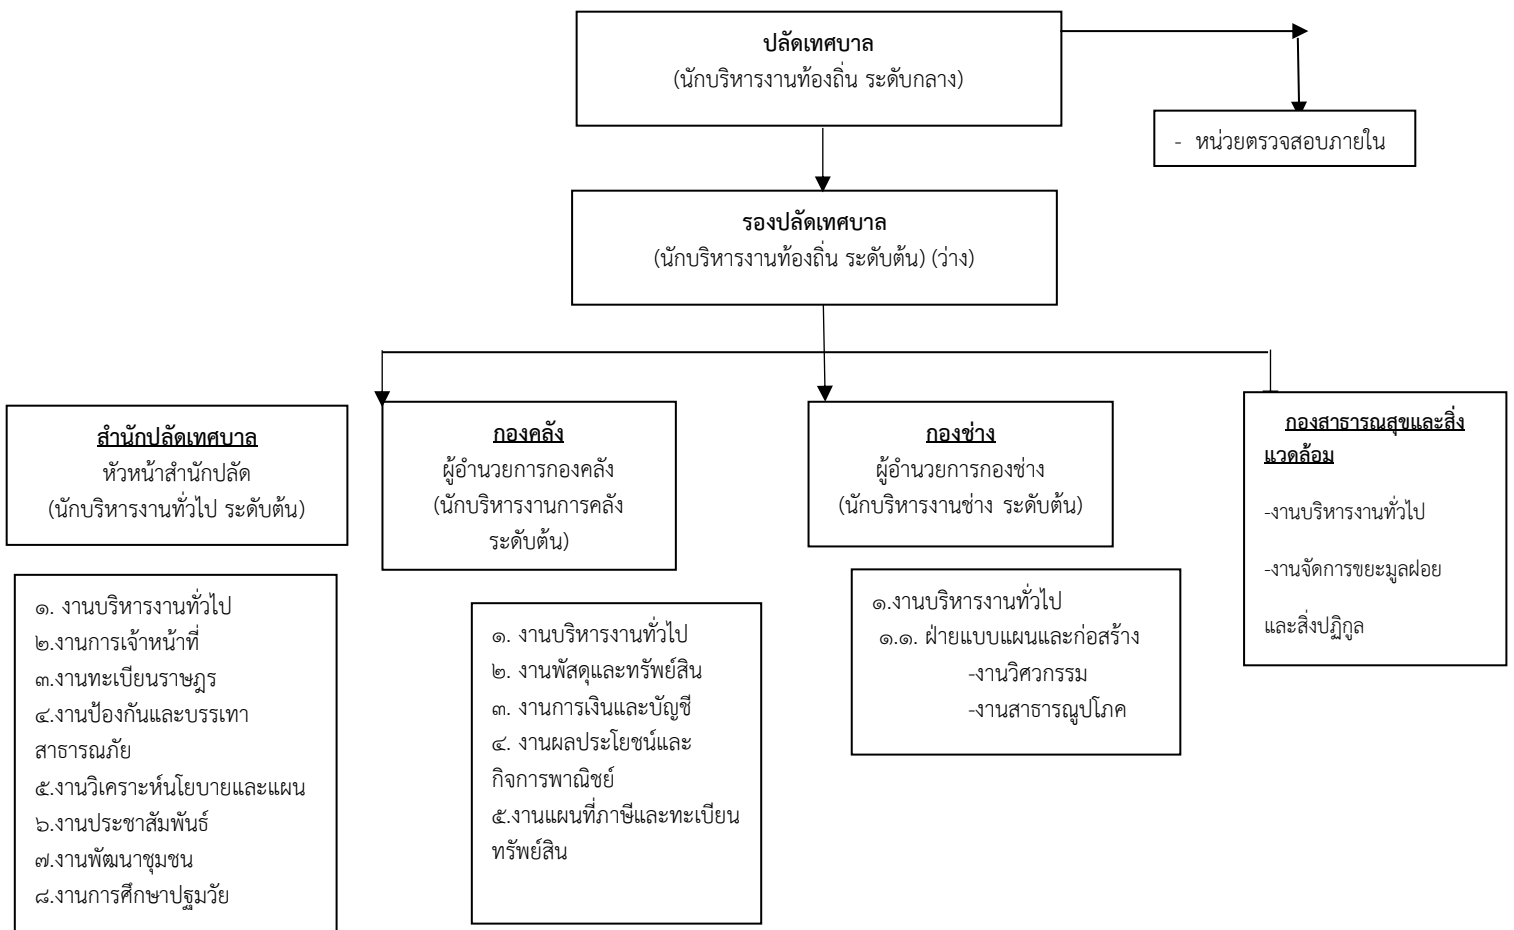 ปลัดเทศบาล
(นักบริหารงานท้องถิ่น ระดับกลาง)
- หน่วยตรวจสอบภายใน
รองปลัดเทศบาล
(นักบริหารงานท้องถิ่น ระดับต้น) (ว่าง)
สำนักปลัดเทศบาล
หัวหน้าสำนักปลัด
(นักบริหารงานทั่วไป ระดับต้น)
๑. งานบริหารงานทั่วไป
๒.งานการเจ้าหน้าที่
๓.งานทะเบียนราษฎร
๔.งานป้องกันและบรรเทา
สาธารณภัย
๕.งานวิเคราะห์นโยบายและแผน
๖.งานประชาสัมพันธ์
๗.งานพัฒนาชุมชน
๘.งานการศึกษาปฐมวัย
กองคลัง
ผู้อำนวยการกองคลัง
(นักบริหารงานการคลัง
ระดับต้น)
๑. งานบริหารงานทั่วไป
๒. งานพัสดุและทรัพย์สิน
๓. งานการเงินและบัญชี
๔. งานผลประโยชน์และ
กิจการพาณิชย์
๕.งานแผนที่ภาษีและทะเบียน
ทรัพย์สิน
กองช่าง
ผู้อำนวยการกองช่าง
(นักบริหารงานช่าง ระดับต้น)
๑.งานบริหารงานทั่วไป
๑.๑. ฝ่ายแบบแผนและก่อสร้าง
-งานวิศวกรรม
-งานสาธารณูปโภค
กองสาธารณสุขและสิ่ง
แวดล้อม
-งานบริหารงานทั่วไป
-งานจัดการขยะมูลฝอย
และสิ่งปฏิกูล